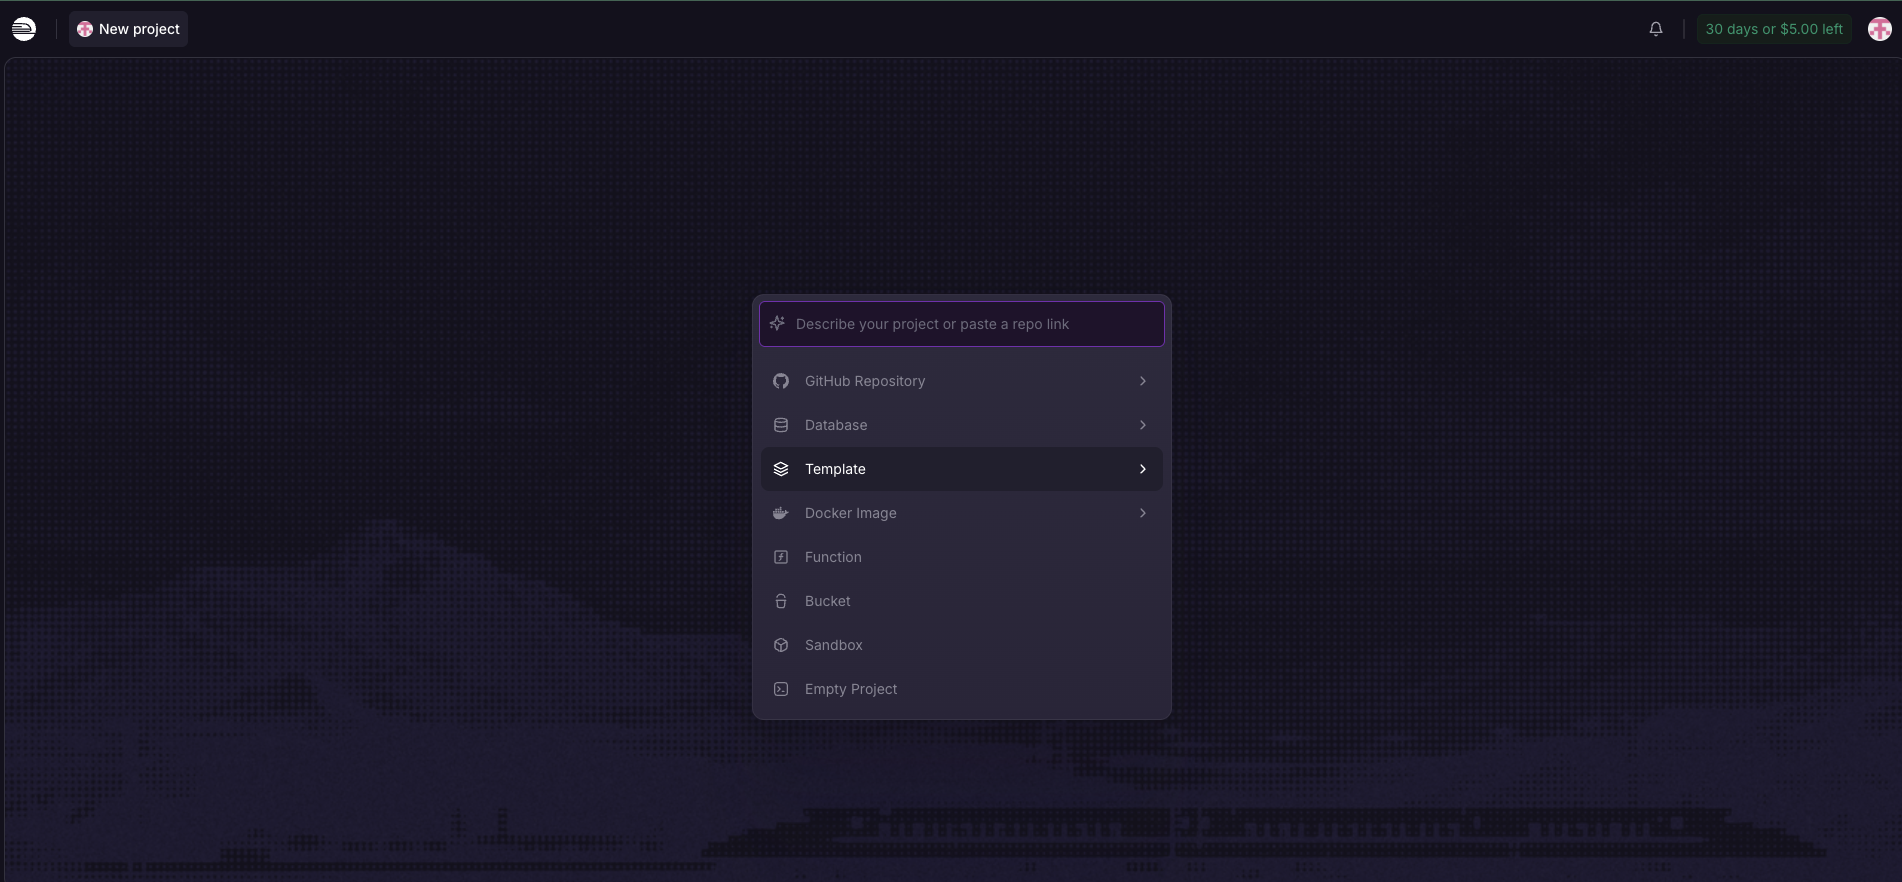 New project
30 days or $5.00 left
Describe your project or paste a repo link
GitHub Repository
Database
Template
Docker Image
Function
Bucket
Sandbox
Empty Project